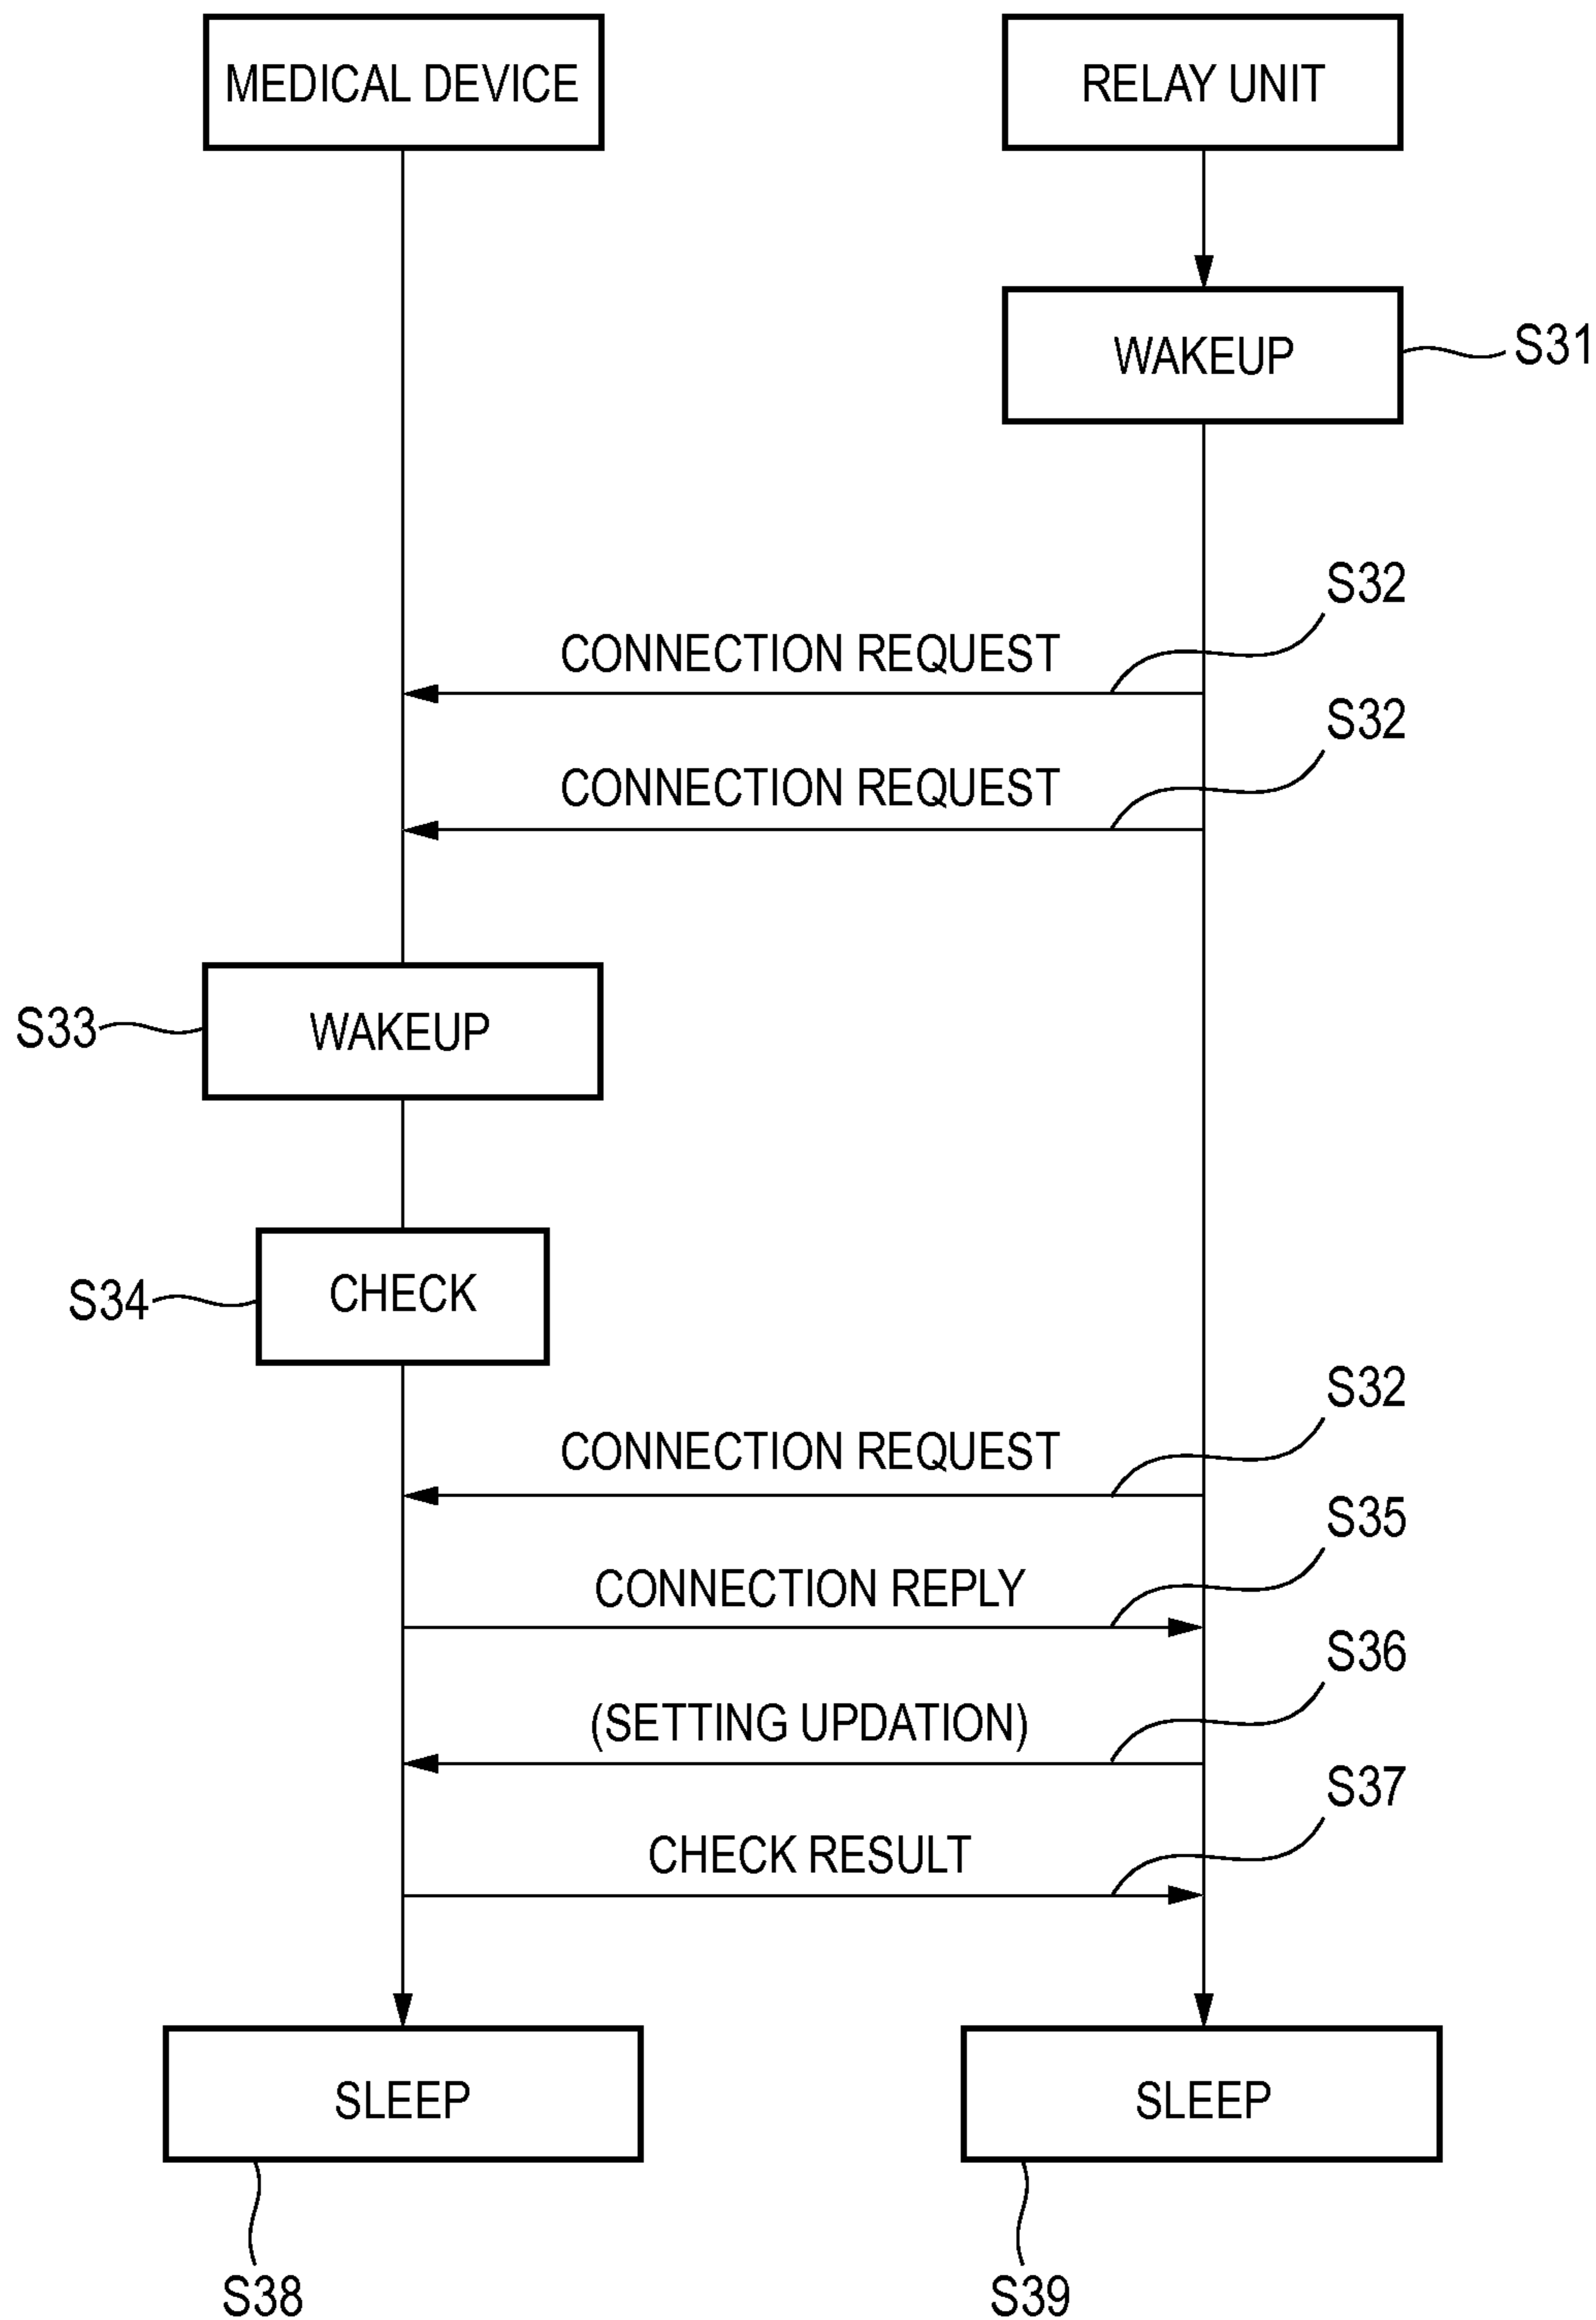 MEDICAL DEVICE
RELAY UNIT
WAKEUP
S31
S32
CONNECTION REQUEST
S32
CONNECTION REQUEST
S33
WAKEUP
S34
CHECK
S32
CONNECTION REQUEST
S35
CONNECTION REPLY
S36
(SETTING UPDATION)
S37
CHECK RESULT
SLEEP
SLEEP
S38
S39